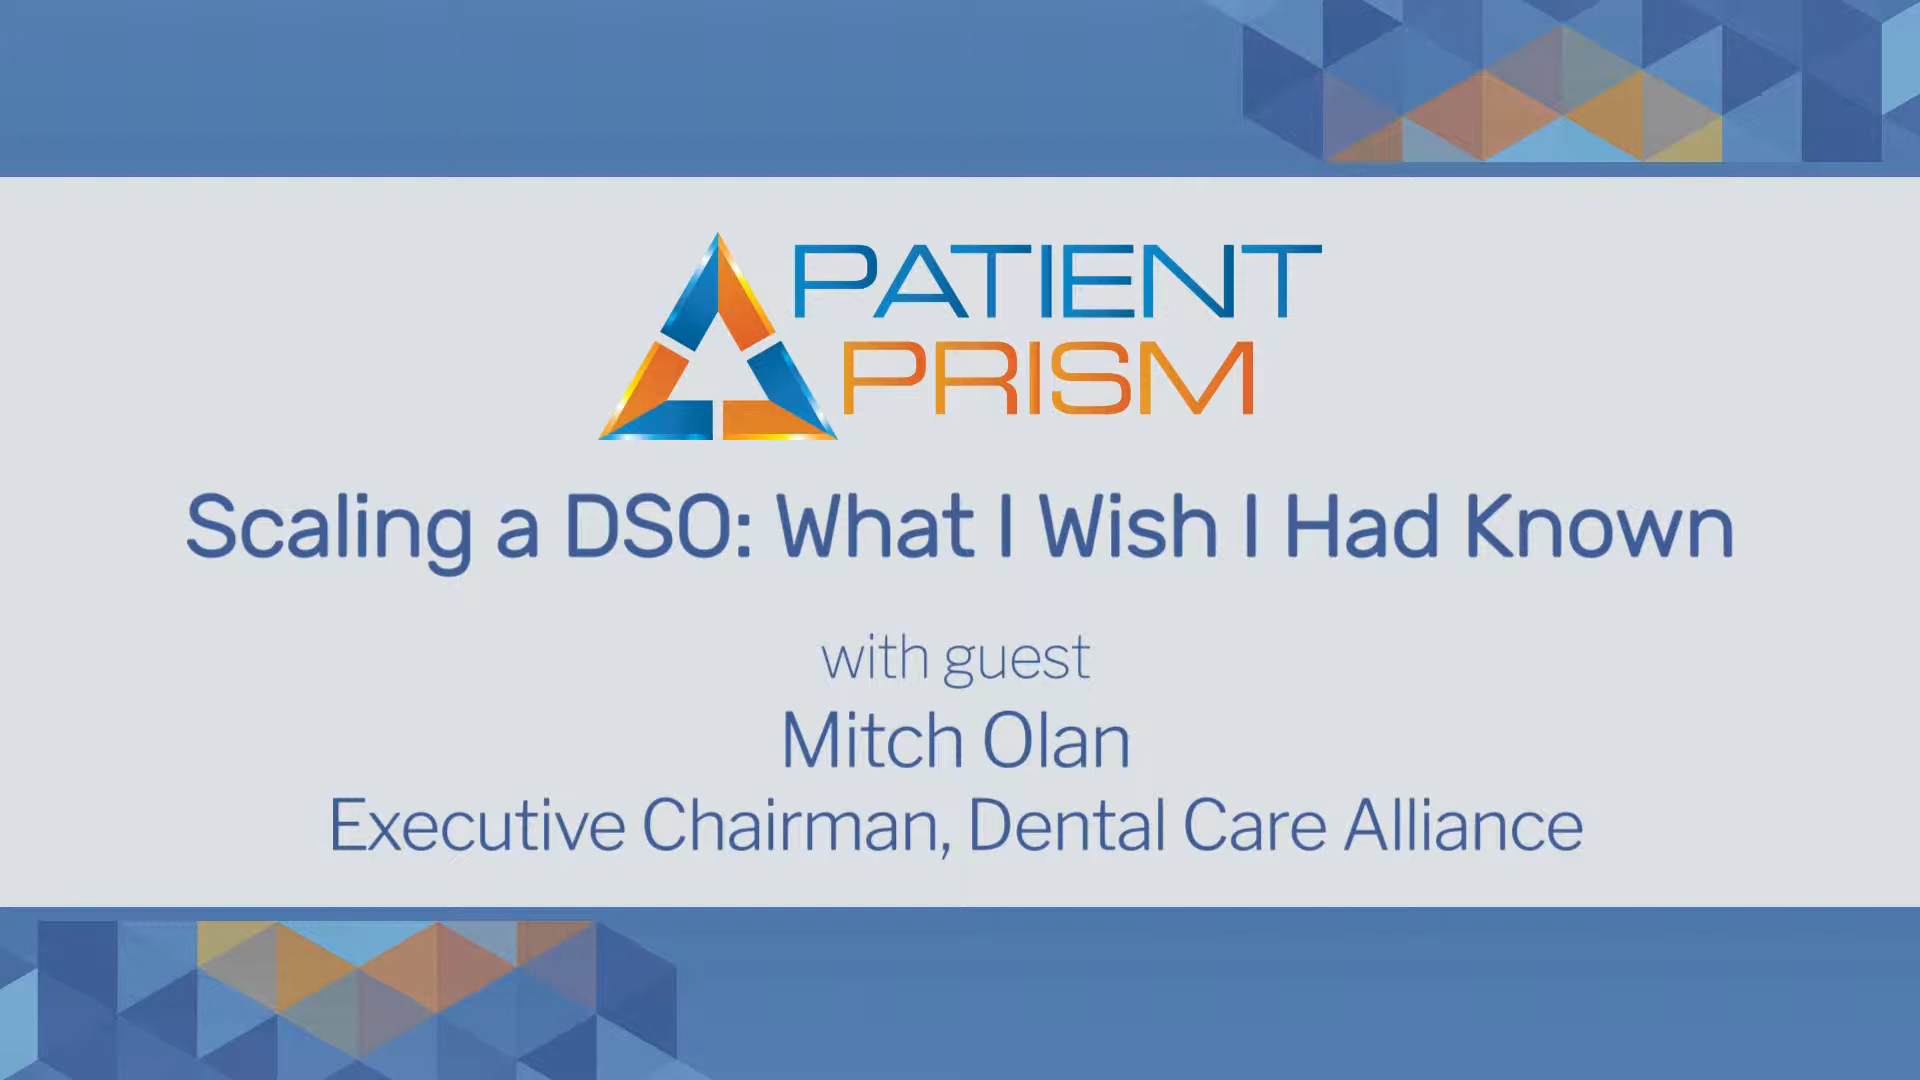 PATIENT
PRISM
Scaling a DSO: What I Wish I Had Known
with guest
Mitch Olan
Executive Chairman, Dental Care Alliance